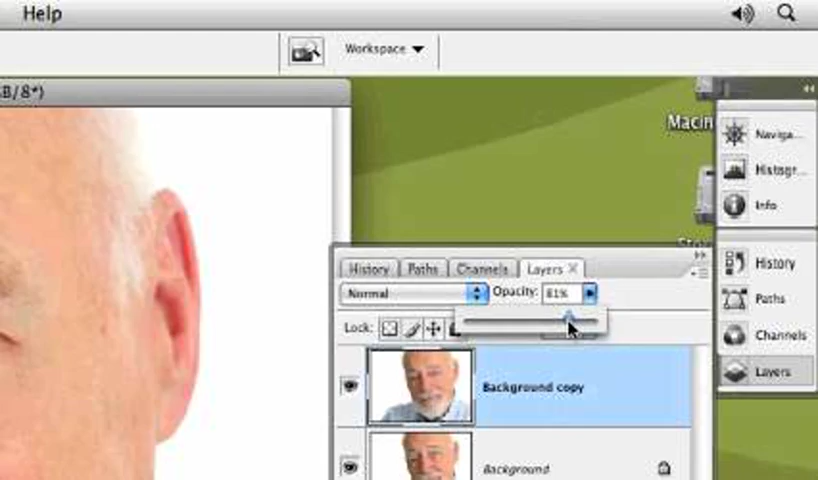 Help
Workspace
B/8*)
Macin
Naviga...
Histogr...
Info
History Paths Channels Layers
Normal Opacity: 81%
History
Lock:
Paths
Channels
Background copy
Layers
Background